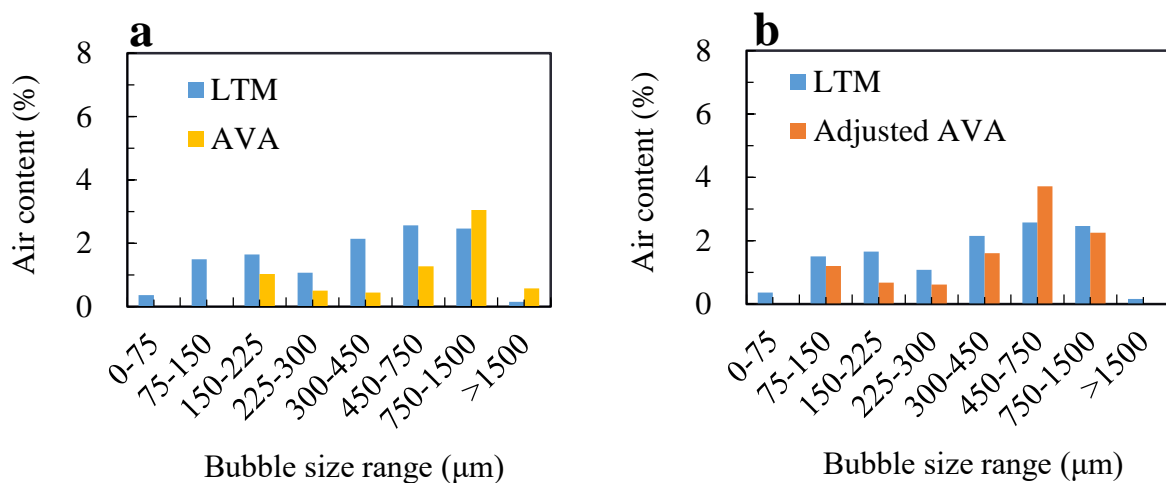 a
8
6
4
2
0
Air content (%)
LTM
AVA
0-75
75-150
150-225
225-300
300-450
450-750
750-1500
>1500
Bubble size range (μm)
b
8
6
4
2
0
Air content (%)
LTM
Adjusted AVA
0-75
75-150
150-225
225-300
300-450
450-750
750-1500
>1500
Bubble size range (μm)